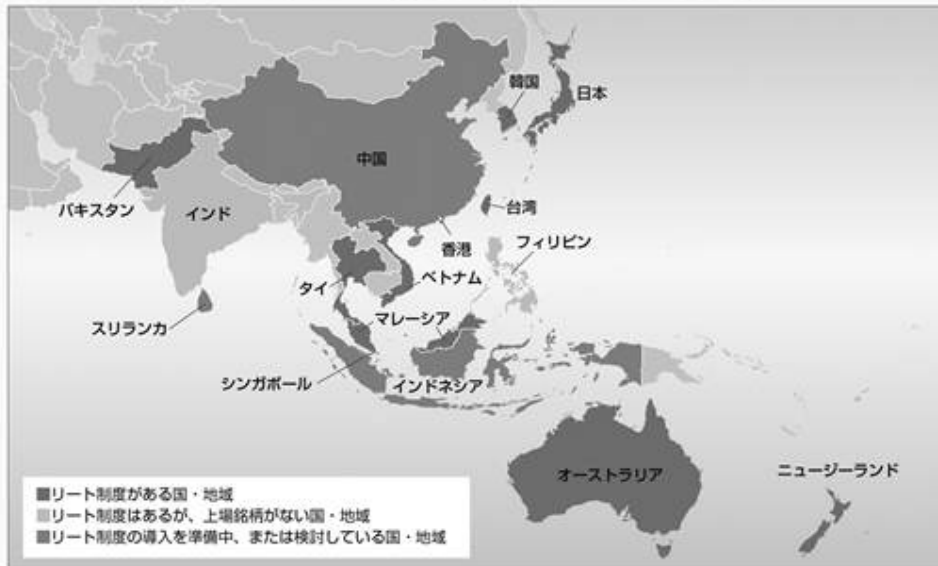 韓国
日本
中国
パキスタン
インド
台湾
香港
フィリピン
タイ
ベトナム
スリランカ
マレーシア
シンガポール
インドネシア
オーストラリア
ニュージーランド
■リート制度がある国・地域
■リート制度はあるが、上場銘柄がない国・地域
■リート制度の導入を準備中、または検討している国・地域